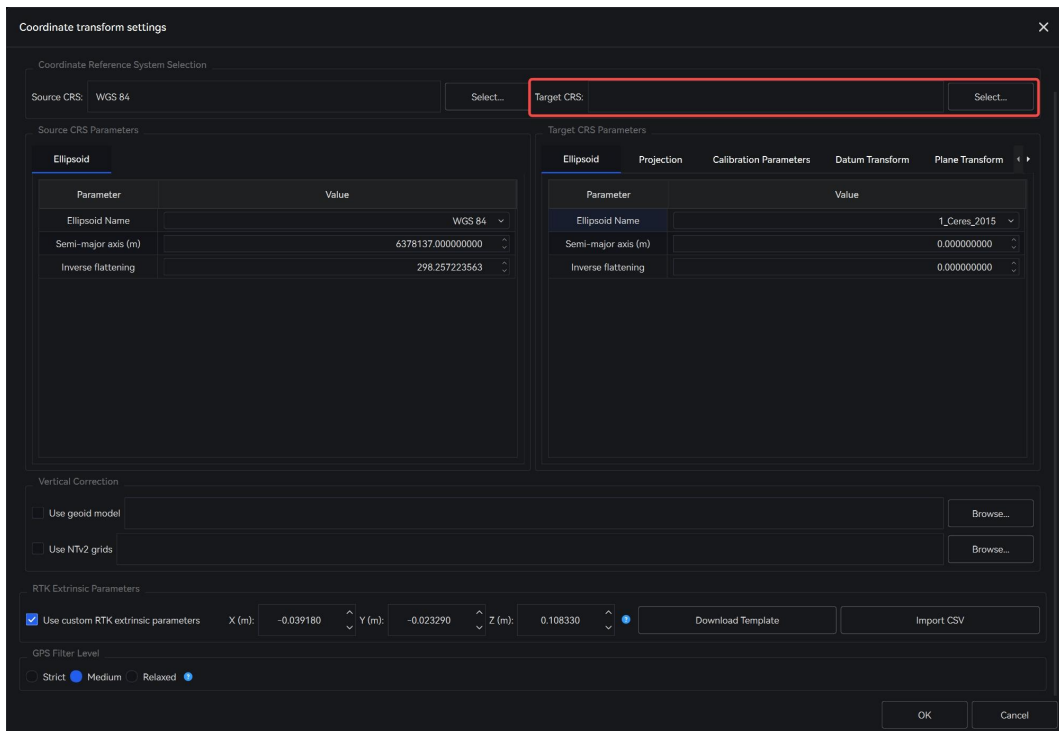 Coordinate transform settings
Coordinate Reference System Selection
Source CRS: WGS 84 Select... Target CRS: Select...
Source CRS Parameters Target CRS Parameters
Ellipsoid Ellipsoid Projection Calibration Parameters Datum Transform Plane Transform
Parameter Value Parameter Value
Ellipsoid Name WGS 84 Ellipsoid Name 1_Ceres_2015
Semi-major axis (m) 6378137.000000000 Semi-major axis (m) 0.000000000
Inverse flattening 298.257223563 Inverse flattening 0.000000000
Vertical Correction
Use geoid model Browse...
Use NTv2 grids Browse...
RTK Extrinsic Parameters
Use custom RTK extrinsic parameters X (m): -0.039180 Y (m): -0.023290 Z (m): 0.108330 ? Download Template Import CSV
GPS Filter Level
Strict Medium Relaxed ?
OK Cancel